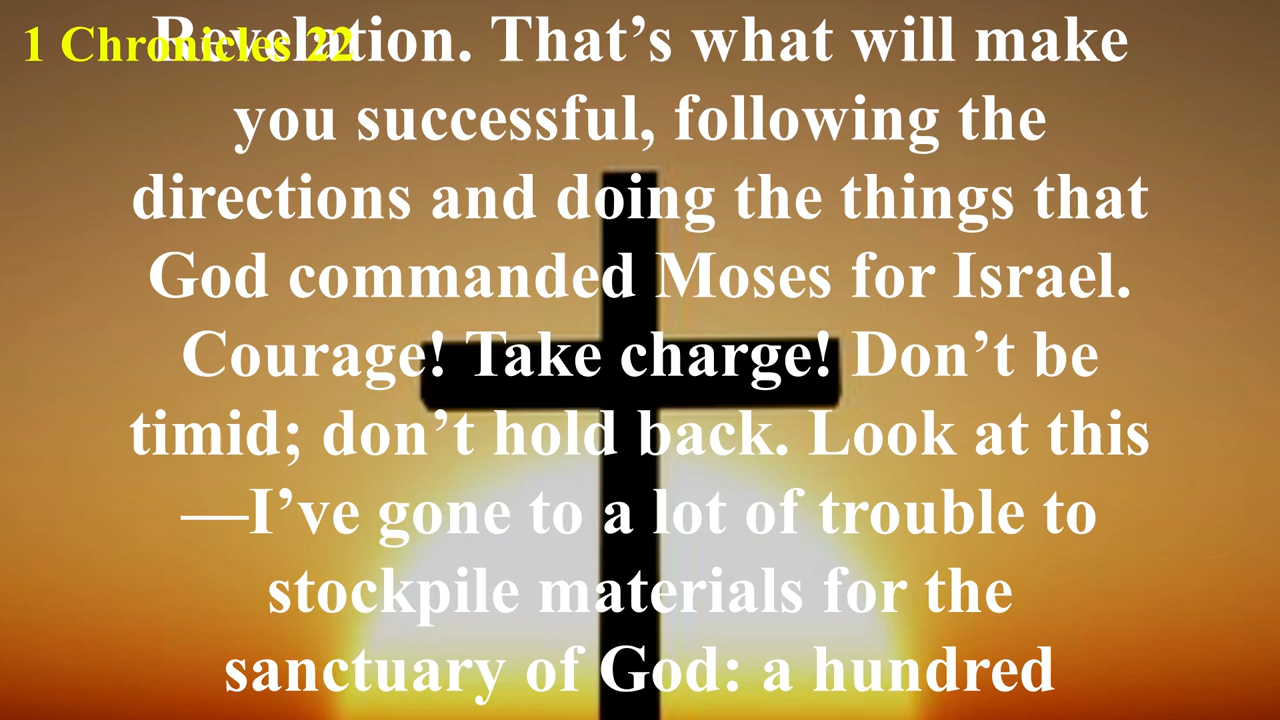 1 Chronicles 22
Revelation. That’s what will make
you successful, following the
directions and doing the things that
God commanded Moses for Israel.
Courage! Take charge! Don’t be
timid; don’t hold back. Look at this
—I’ve gone to a lot of trouble to
stockpile materials for the
sanctuary of God: a hundred